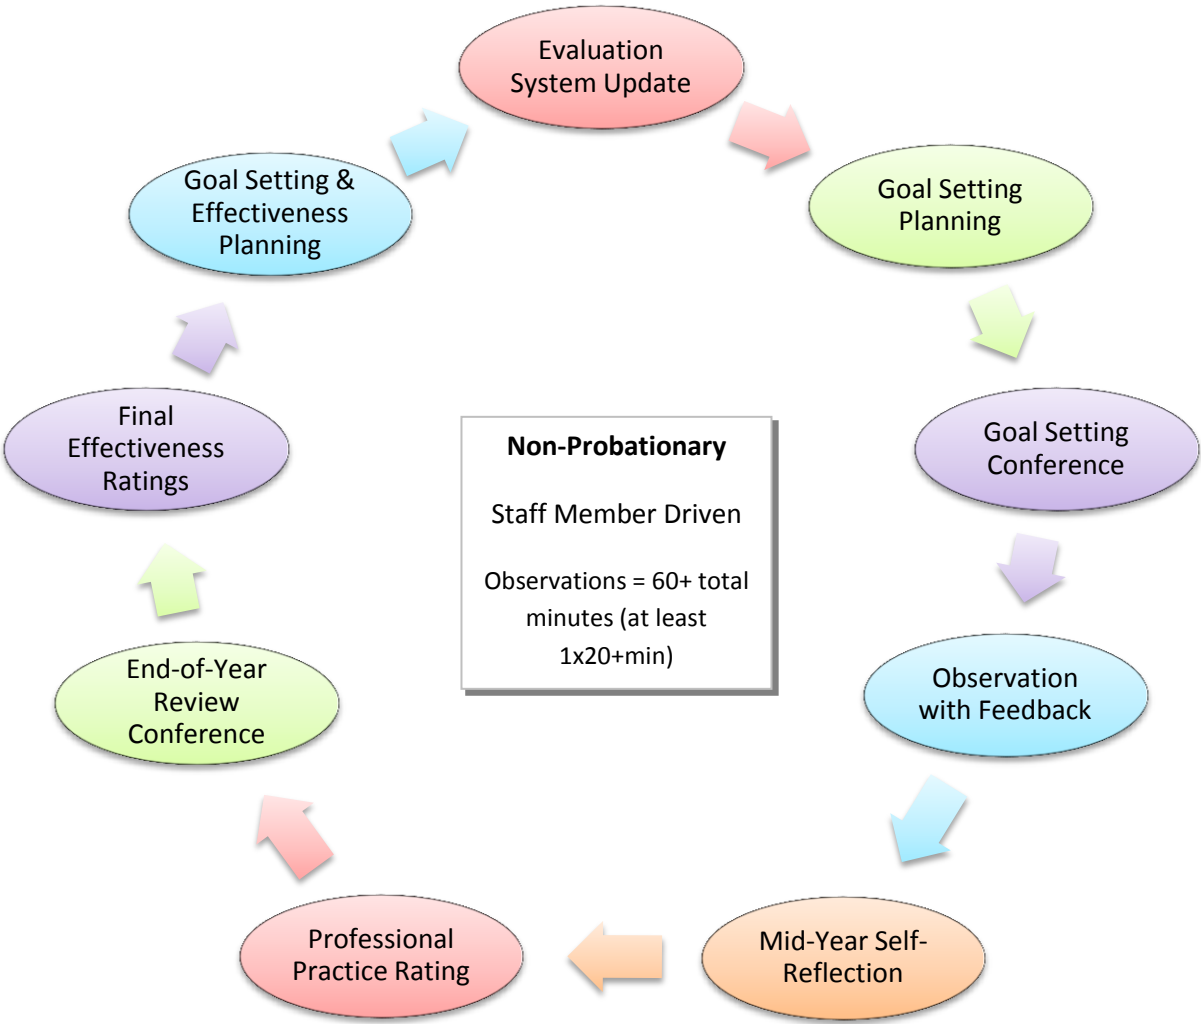 Evaluation
System Update
Goal Setting
Planning
Goal Setting
Conference
Observation
with Feedback
Mid-Year Self-
Reflection
Professional
Practice Rating
End-of-Year
Review
Conference
Final
Effectiveness
Ratings
Goal Setting &
Effectiveness
Planning
Non-Probationary
Staff Member Driven
Observations = 60+ total
minutes (at least
1x20+min)